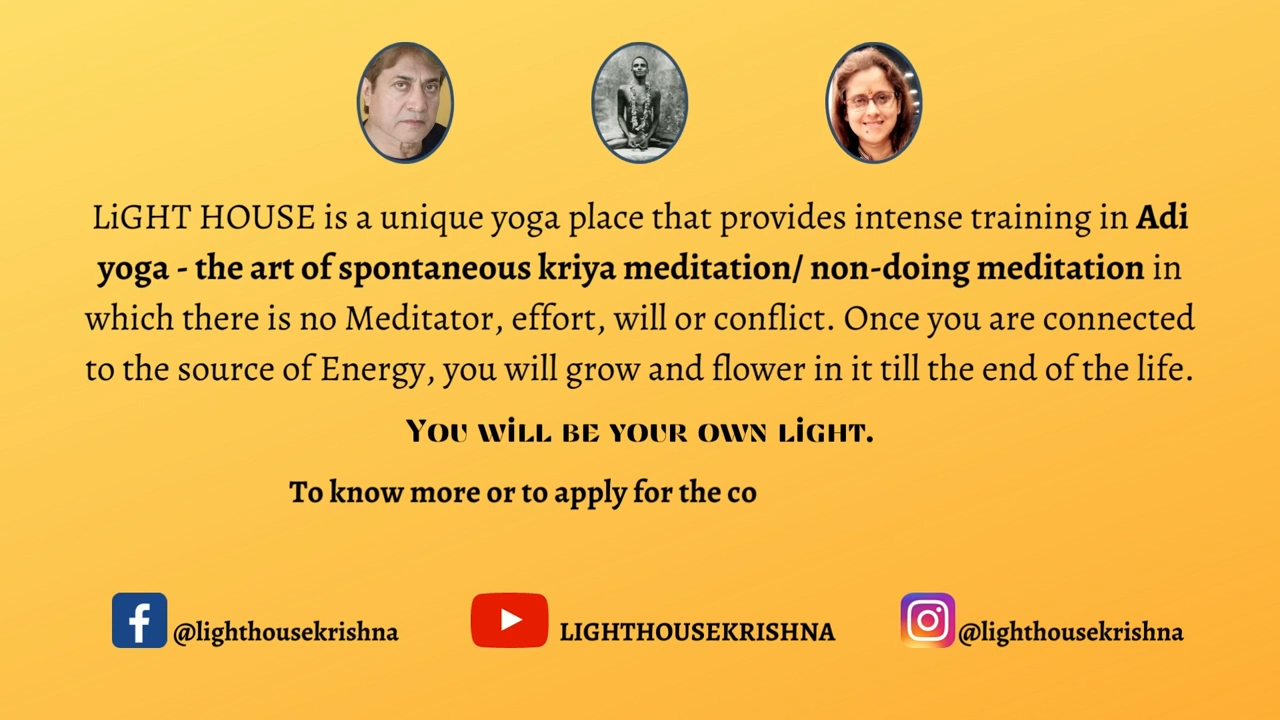 LiGHT HOUSE is a unique yoga place that provides intense training in Adi
yoga - the art of spontaneous kriya meditation/ non-doing meditation in
which there is no Meditator, effort, will or conflict. Once you are connected
to the source of Energy, you will grow and flower in it till the end of the life.
YOU WiLL BE YOUR OWN LiGHT.
To know more or to apply for the co
@lighthousekrishna
LIGHTHOUSEKRISHNA
@lighthousekrishna